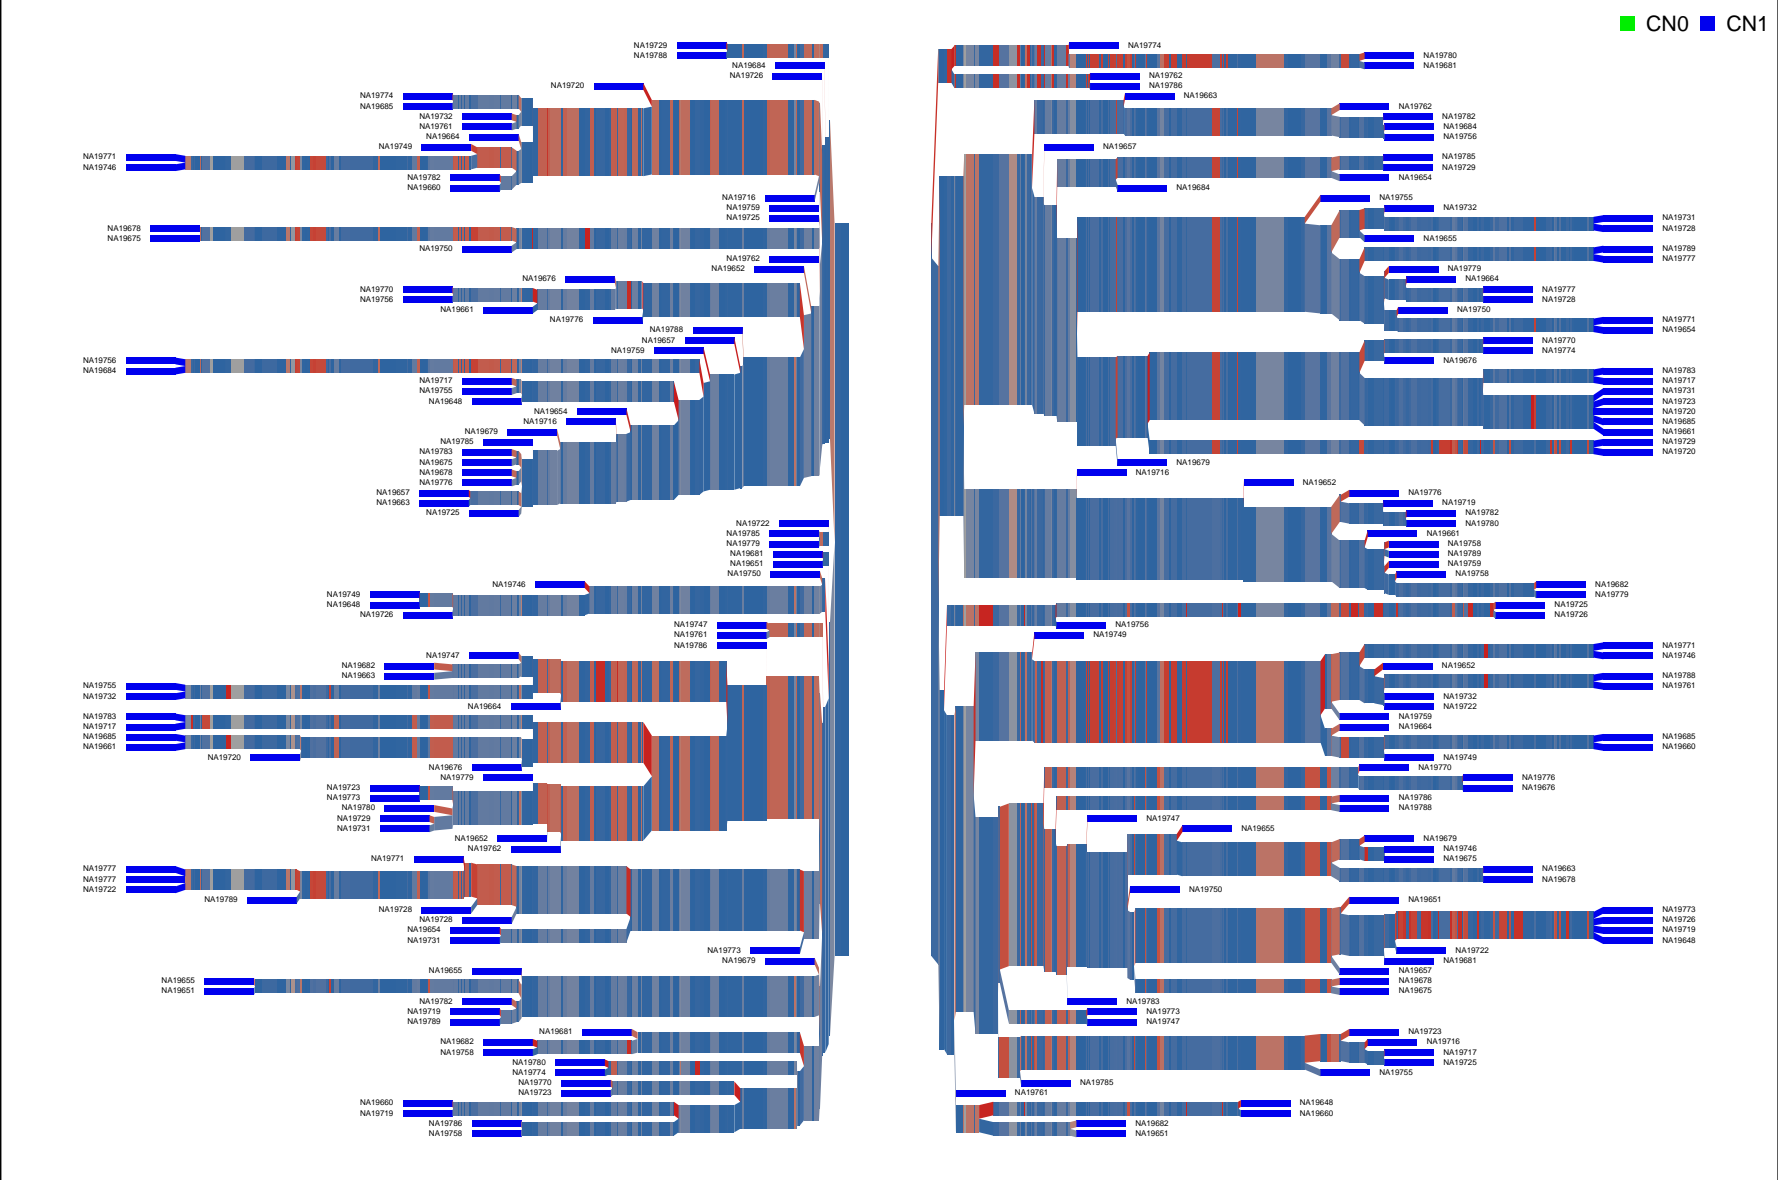 CN0 CN1
NA19729
NA19788
NA19684
NA19726
NA19720
NA19774
NA19685
NA19732
NA19761
NA19664
NA19749
NA19771
NA19746
NA19782
NA19660
NA19716
NA19759
NA19725
NA19678
NA19675
NA19750
NA19762
NA19652
NA19676
NA19770
NA19756
NA19661
NA19776
NA19788
NA19657
NA19759
NA19756
NA19684
NA19717
NA19755
NA19648
NA19654
NA19716
NA19679
NA19785
NA19783
NA19675
NA19678
NA19776
NA19657
NA19663
NA19725
NA19722
NA19785
NA19779
NA19681
NA19651
NA19750
NA19746
NA19749
NA19648
NA19726
NA19747
NA19761
NA19786
NA19747
NA19682
NA19663
NA19755
NA19732
NA19664
NA19783
NA19717
NA19685
NA19661
NA19720
NA19676
NA19779
NA19723
NA19773
NA19780
NA19729
NA19731
NA19652
NA19762
NA19771
NA19777
NA19777
NA19722
NA19789
NA19728
NA19728
NA19654
NA19731
NA19773
NA19679
NA19655
NA19655
NA19651
NA19782
NA19719
NA19789
NA19681
NA19682
NA19758
NA19780
NA19774
NA19770
NA19723
NA19660
NA19719
NA19786
NA19758
NA19774
NA19780
NA19681
NA19762
NA19786
NA19663
NA19762
NA19782
NA19684
NA19756
NA19657
NA19785
NA19729
NA19654
NA19684
NA19755
NA19732
NA19731
NA19728
NA19655
NA19789
NA19777
NA19779
NA19664
NA19777
NA19728
NA19750
NA19771
NA19654
NA19770
NA19774
NA19676
NA19783
NA19717
NA19731
NA19723
NA19720
NA19685
NA19661
NA19729
NA19720
NA19679
NA19716
NA19652
NA19776
NA19719
NA19782
NA19780
NA19661
NA19758
NA19789
NA19759
NA19758
NA19682
NA19779
NA19725
NA19726
NA19756
NA19749
NA19771
NA19746
NA19652
NA19788
NA19761
NA19732
NA19722
NA19759
NA19664
NA19685
NA19660
NA19749
NA19770
NA19776
NA19676
NA19786
NA19788
NA19747
NA19655
NA19679
NA19746
NA19675
NA19663
NA19678
NA19750
NA19651
NA19773
NA19726
NA19719
NA19648
NA19722
NA19681
NA19657
NA19678
NA19675
NA19783
NA19773
NA19747
NA19723
NA19716
NA19717
NA19725
NA19755
NA19785
NA19761
NA19648
NA19660
NA19682
NA19651